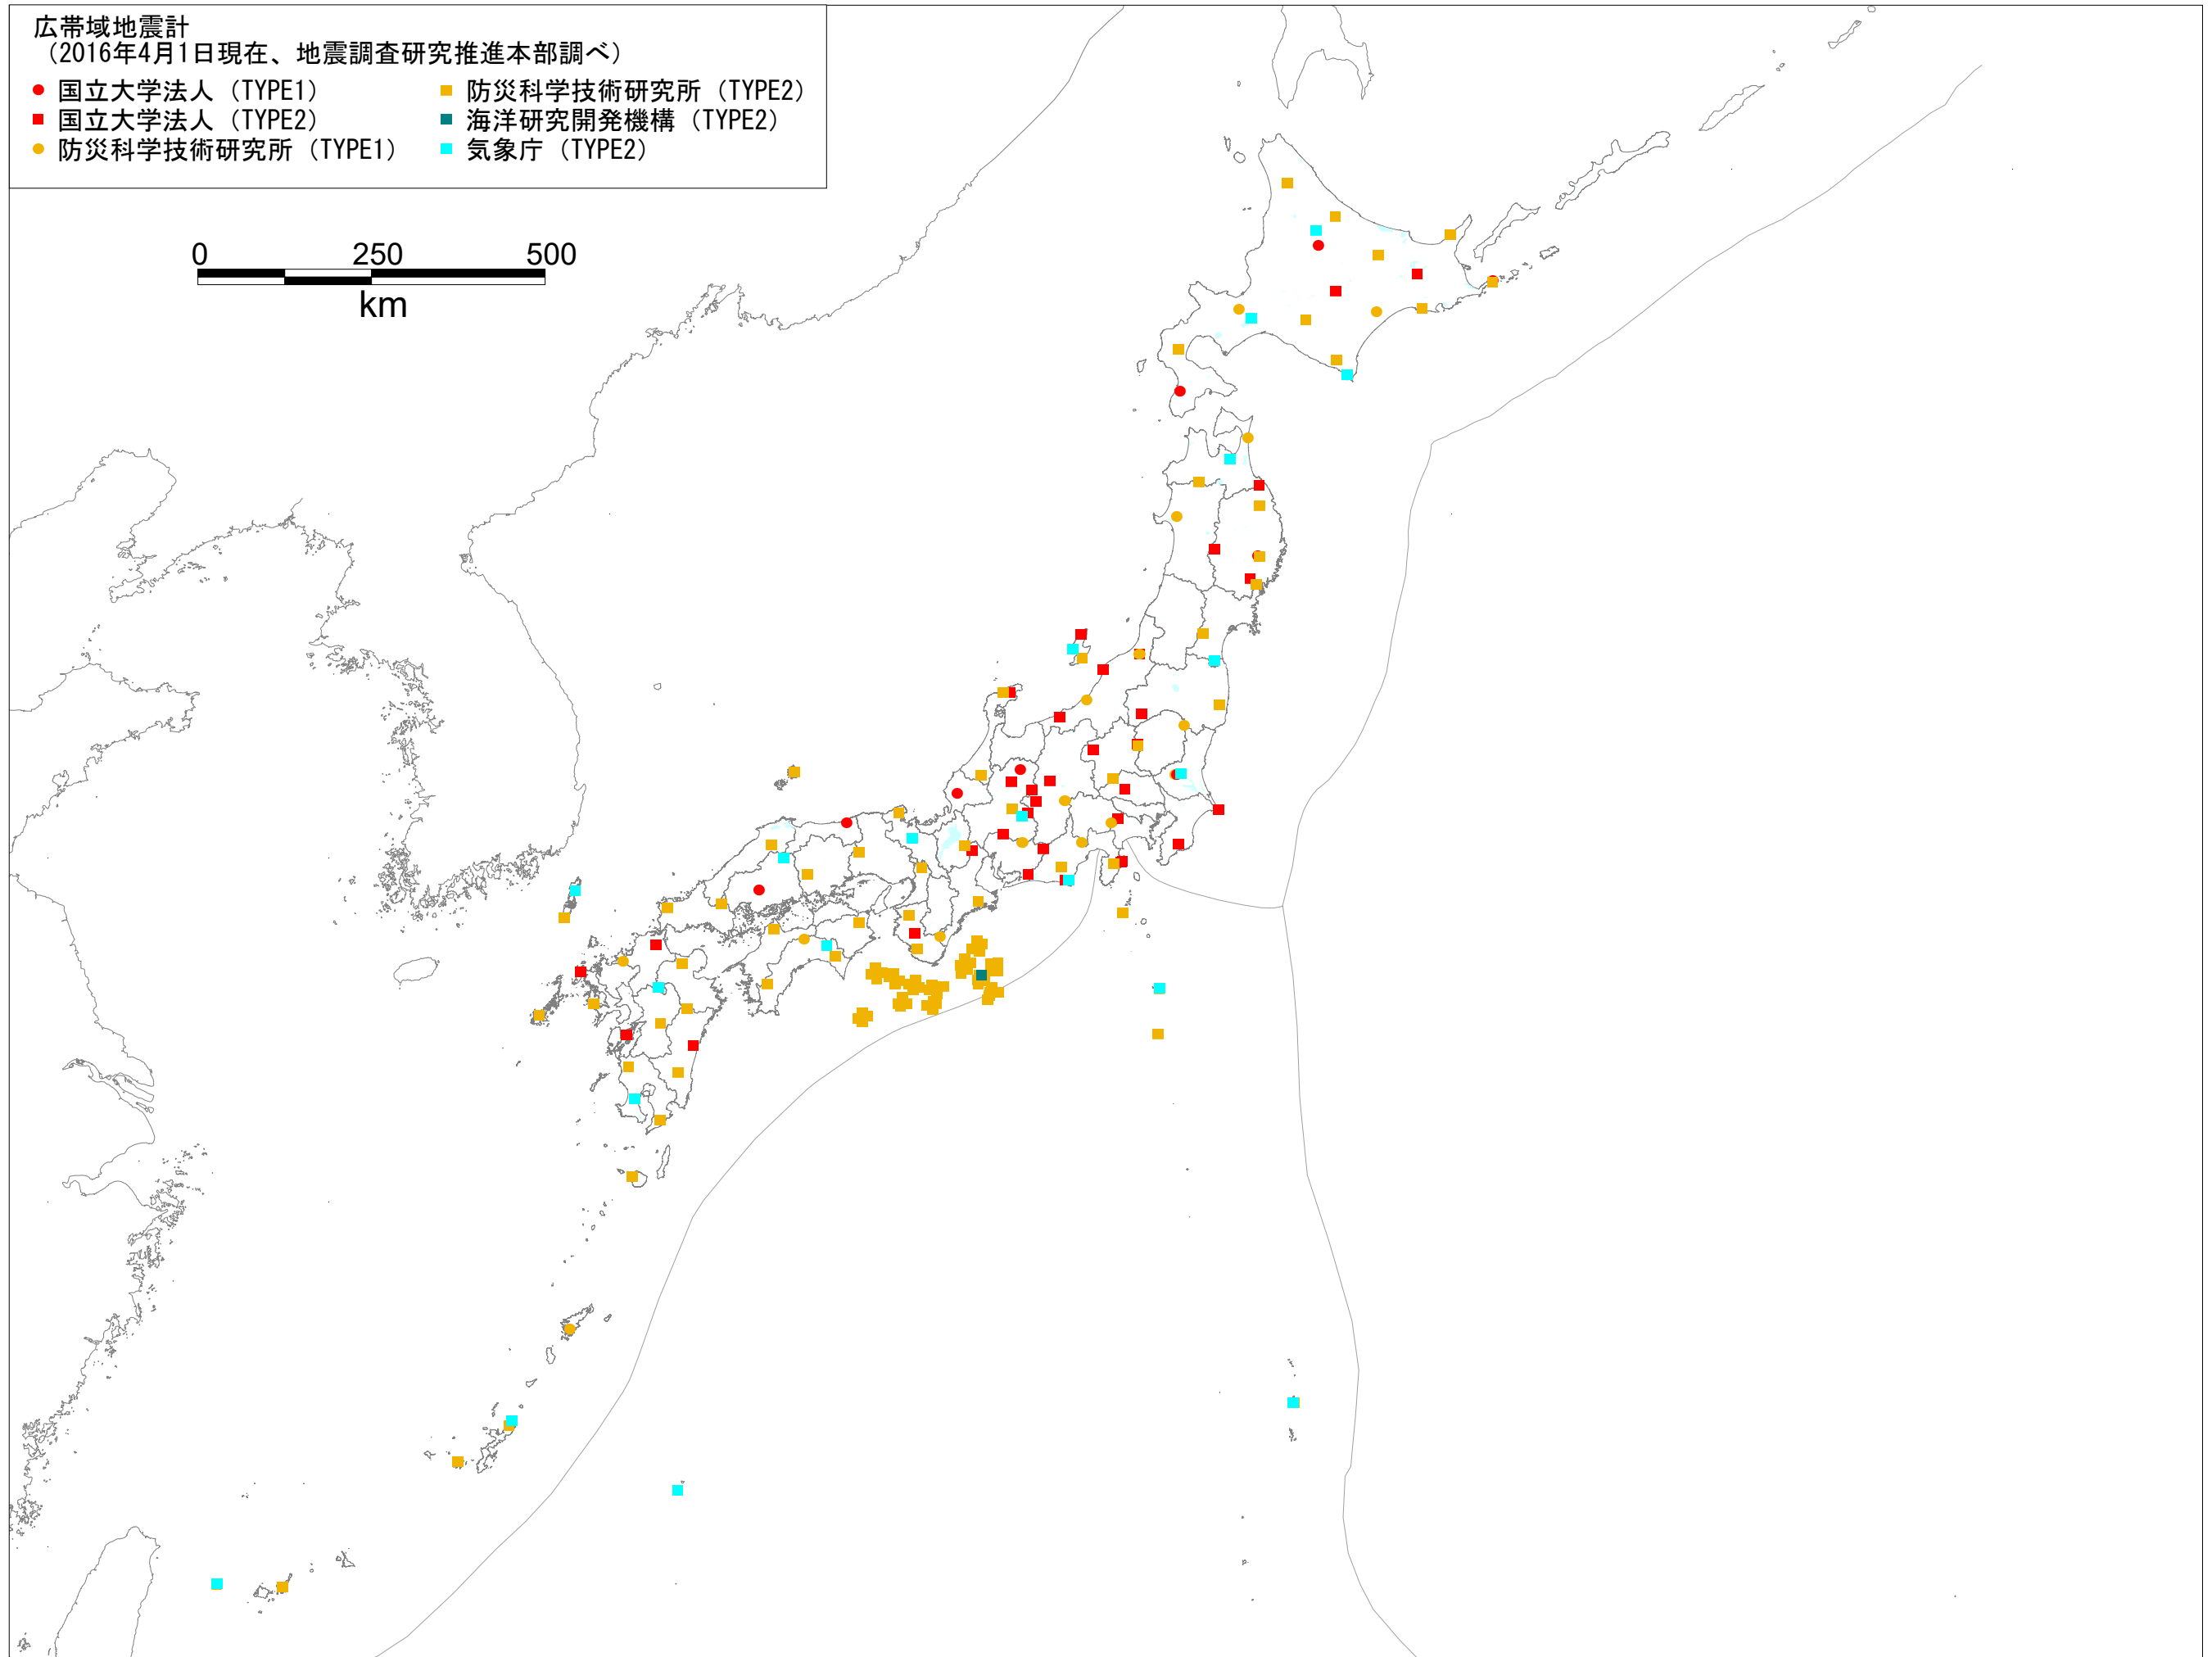 広帯域地震計
（2016年4月1日現在、地震調査研究推進本部調べ）
国立大学法人（TYPE1）
国立大学法人（TYPE2）
防災科学技術研究所（TYPE1）
防災科学技術研究所（TYPE2）
海洋研究開発機構（TYPE2）
気象庁（TYPE2）
0 250 500
km